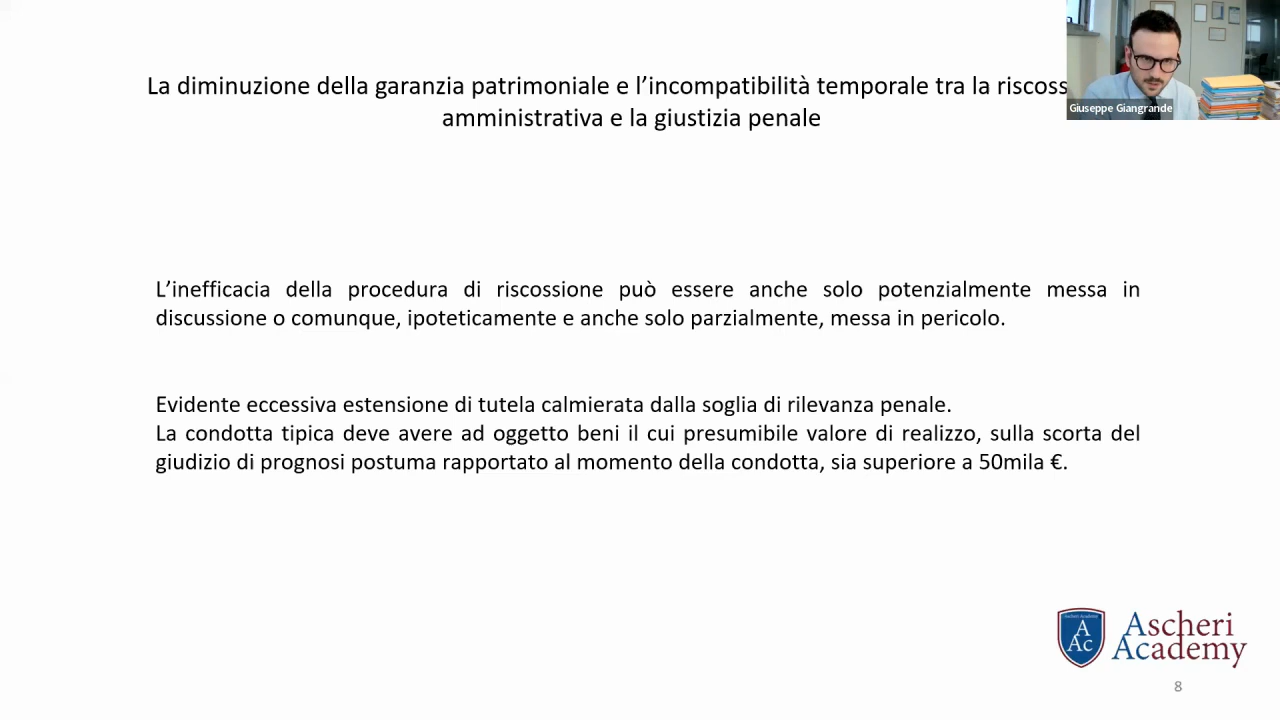 La diminuzione della garanzia patrimoniale e l’incompatibilità temporale tra la
amministrativa e la giustizia penale
Giuseppe Giangrande
L’inefficacia della procedura di riscossione può essere anche solo potenzialmente messa in
discussione o comunque, ipoteticamente e anche solo parzialmente, messa in pericolo.
Evidente eccessiva estensione di tutela calmierata dalla soglia di rilevanza penale.
La condotta tipica deve avere ad oggetto beni il cui presumibile valore di realizzo, sulla scorta del
giudizio di prognosi postuma rapportato al momento della condotta, sia superiore a 50mila €.
A
Ac
Ascheri
Academy
8